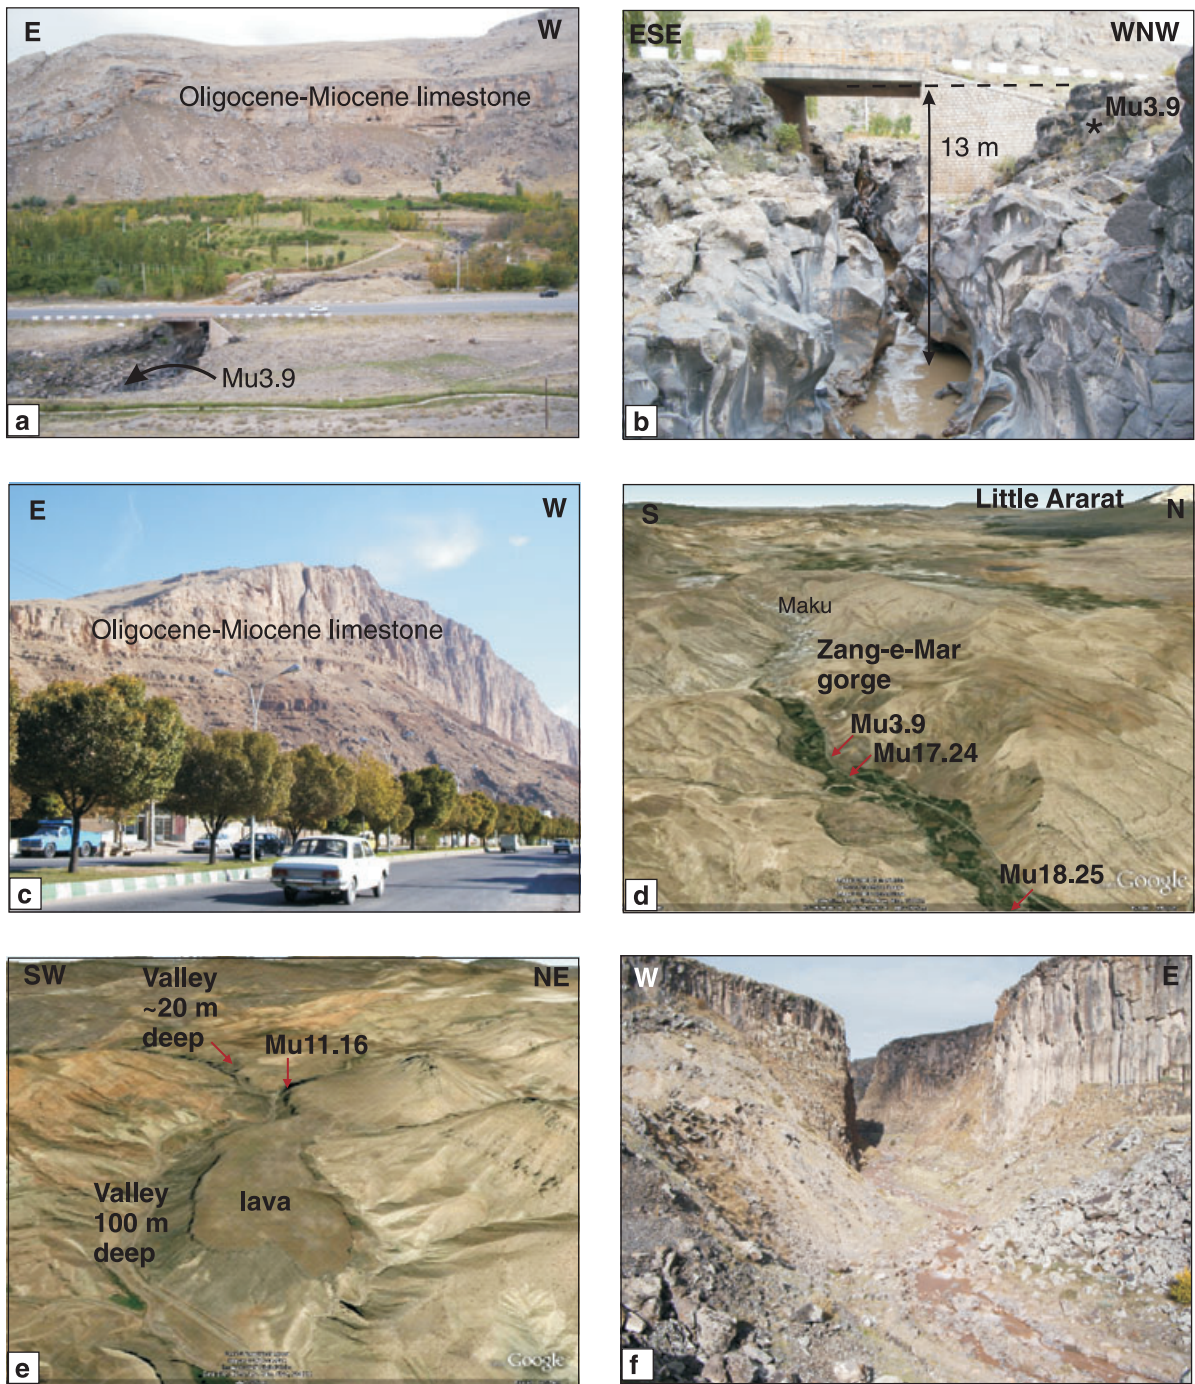 E
W
Oligocene-Miocene limestone
Mu3.9
a
ESE
WNW
Mu3.9
*
13 m
b
E
W
Oligocene-Miocene limestone
c
Little Ararat
S
N
Maku
Zang-e-Mar
gorge
Mu3.9
Mu17.24
Mu18.25
Google
d
SW
NE
Valley
~20 m
deep
Mu11.16
lava
Valley
100 m
deep
Google
e
W
E
f